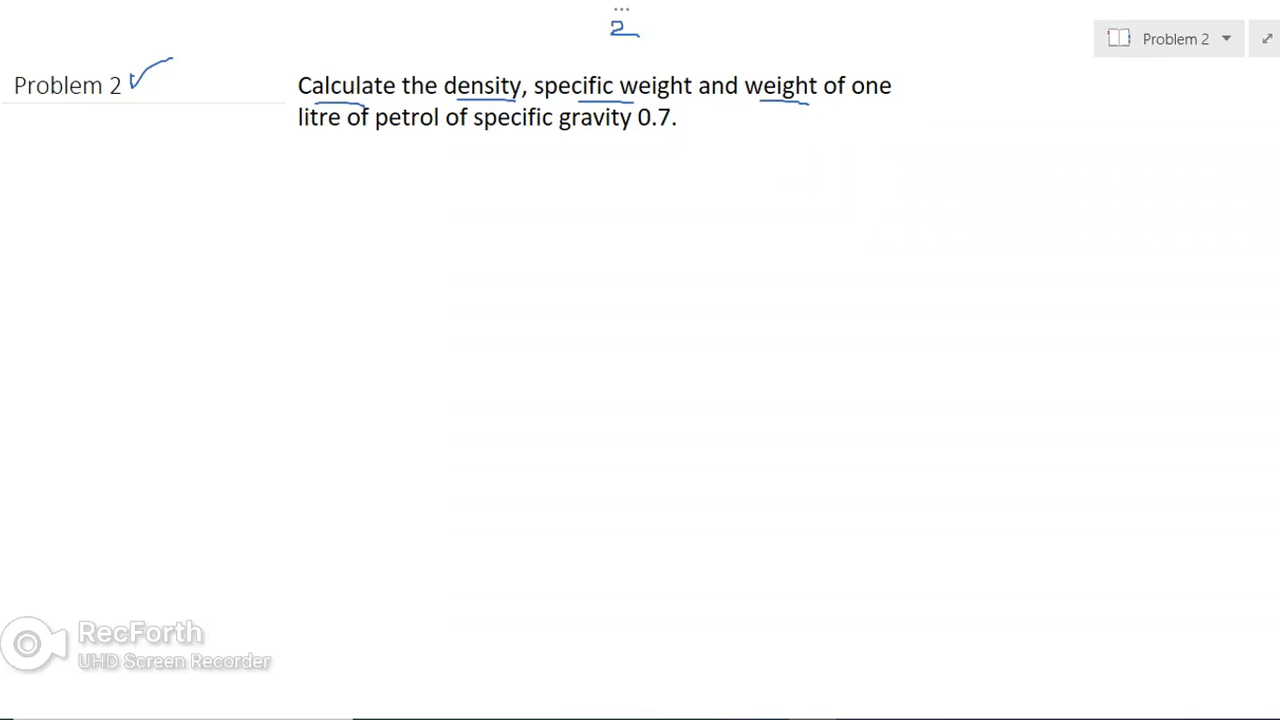 ...
2
Problem 2
Problem 2
Calculate the density, specific weight and weight of one
litre of petrol of specific gravity 0.7.
RecForth
UHD Screen Recorder